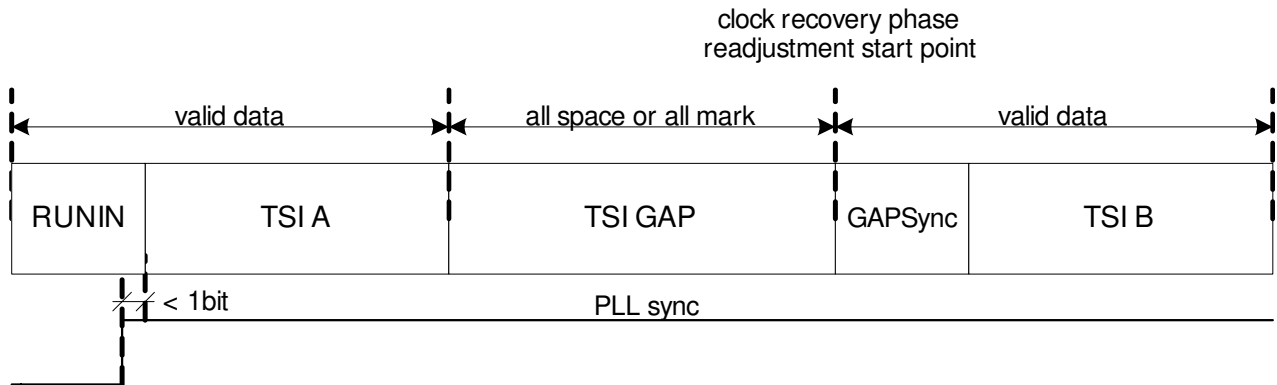 clock recovery phase
readjustment start point
valid data
all space or all mark
valid data
RUNIN
TSI A
TSI GAP
GAPSync
TSI B
< 1bit
PLL sync